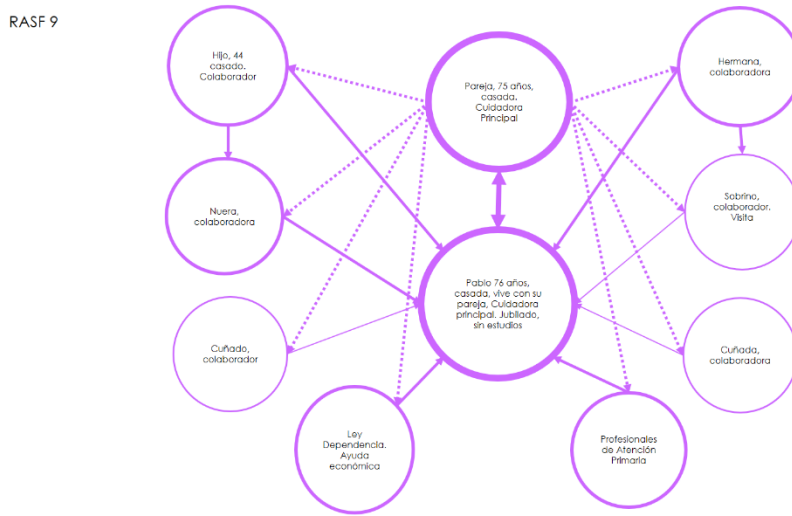 RASF 9
Hijo, 44
casado.
Colaborador
Pareja, 75 años,
casada.
Cuidadora
Principal
Hermana,
colaboradora
Nuera,
colaboradora
Sobrino,
colaborador.
Visita
Pablo 76 años,
casada, vive con su
pareja, Cuidadora
principal. Jubilado,
sin estudios
Cuñado,
colaborador
Cuñada,
colaboradora
Ley
Dependencia.
Ayuda
económica
Profesionales
de Atención
Primaria